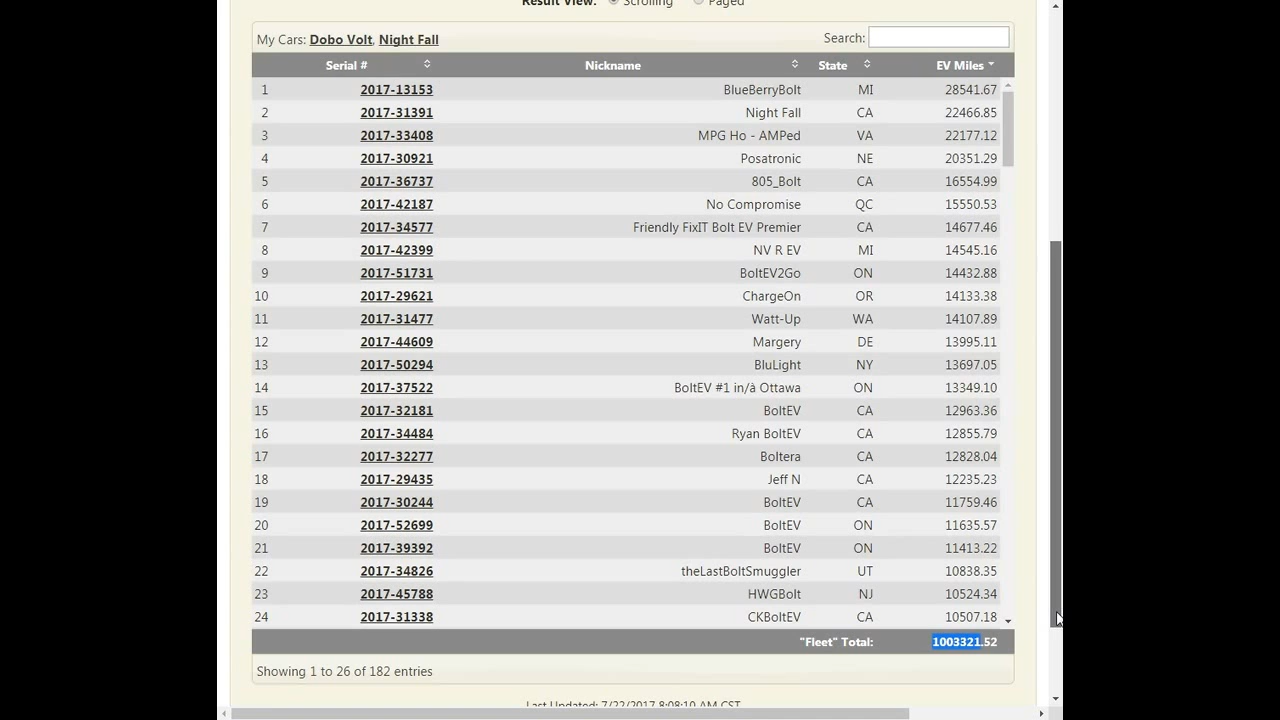 Result View: Scrolling Paged
My Cars: Dobo Volt, Night Fall Search:
Serial # Nickname State EV Miles
1 2017-13153 BlueBerryBolt MI 28541.67
2 2017-31391 Night Fall CA 22466.85
3 2017-33408 MPG Ho - AMPed VA 22177.12
4 2017-30921 Posatronic NE 20351.29
5 2017-36737 805_Bolt CA 16554.99
6 2017-42187 No Compromise QC 15550.53
7 2017-34577 Friendly FixIT Bolt EV Premier CA 14677.46
8 2017-42399 NV R EV MI 14545.16
9 2017-51731 BoltEV2Go ON 14432.88
10 2017-29621 ChargeOn OR 14133.38
11 2017-31477 Watt-Up WA 14107.89
12 2017-44609 Margery DE 13995.11
13 2017-50294 BluLight NY 13697.05
14 2017-37522 BoltEV #1 in/à Ottawa ON 13349.10
15 2017-32181 BoltEV CA 12963.36
16 2017-34484 Ryan BoltEV CA 12855.79
17 2017-32277 Boltera CA 12828.04
18 2017-29435 Jeff N CA 12235.23
19 2017-30244 BoltEV CA 11759.46
20 2017-52699 BoltEV ON 11635.57
21 2017-39392 BoltEV ON 11413.22
22 2017-34826 theLastBoltSmuggler UT 10838.35
23 2017-45788 HWGBolt NJ 10524.34
24 2017-31338 CKBoltEV CA 10507.18
"Fleet" Total: 1003321.52
Showing 1 to 26 of 182 entries
Last Updated: 7/22/2017 8:08:10 AM CST